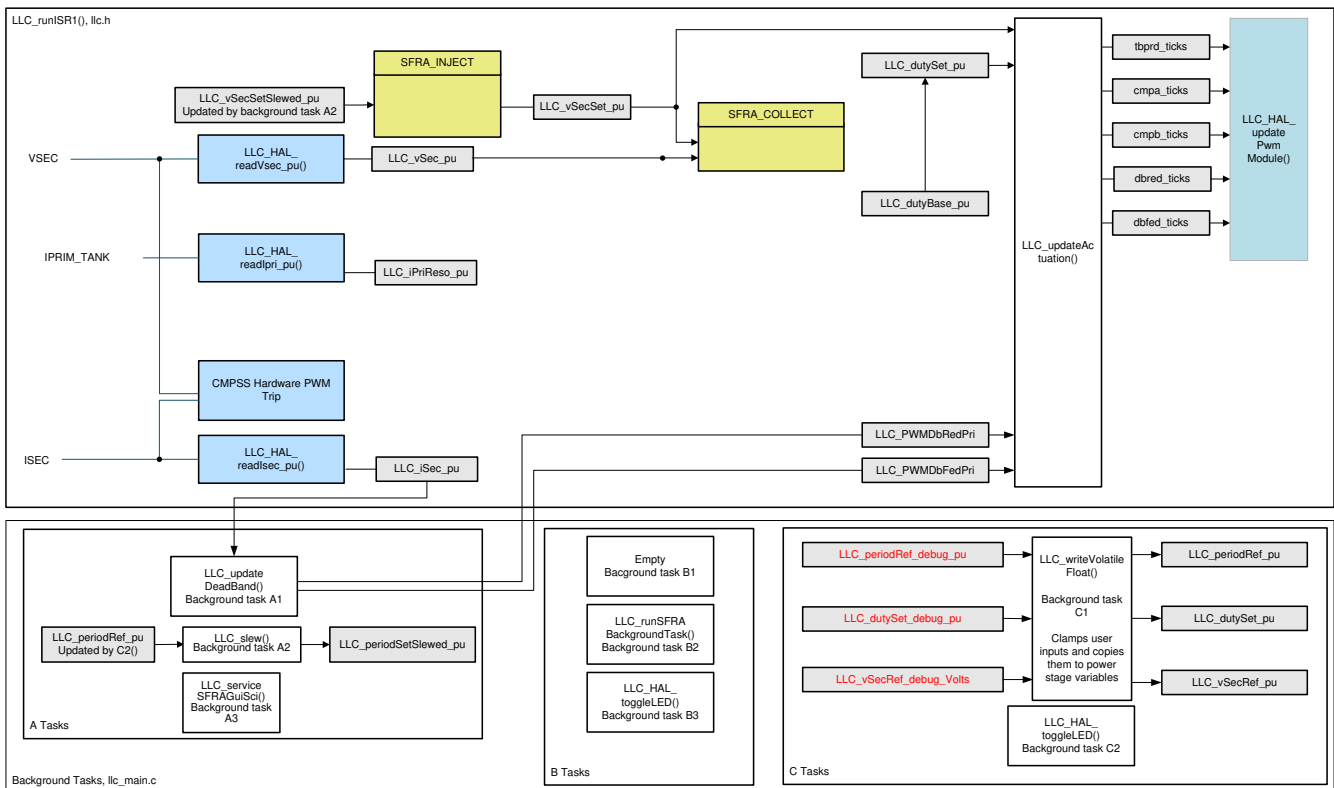 LLC_runISR1(), llc.h
SFRA_INJECT
LLC_vSecSetSlewed_pu
Updated by background task A2
LLC_vSecSet_pu
SFRA_COLLECT
VSEC
LLC_HAL_
readVsec_pu()
LLC_vSec_pu
IPRIM_TANK
LLC_HAL_
readIpri_pu()
LLC_iPriReso_pu
CMPSS Hardware PWM
Trip
ISEC
LLC_HAL_
readIsec_pu()
LLC_iSec_pu
LLC_dutySet_pu
LLC_dutyBase_pu
LLC_PWMDbRedPri
LLC_PWMDbFedPri
LLC_updateAc
tuation()
tbprd_ticks
cmpa_ticks
cmpb_ticks
dbred_ticks
dbfed_ticks
LLC_HAL_
update
Pwm
Module()
LLC_update
DeadBand()
Background task A1
LLC_periodRef_pu
Updated by C2()
LLC_slew()
Background task A2
LLC_periodSetSlewed_pu
LLC_service
SFRAGuiSci()
Background task
A3
A Tasks
Empty
Bacground task B1
LLC_runSFRA
BackgroundTask()
Background task B2
LLC_HAL_
toggleLED()
Background task B3
B Tasks
LLC_periodRef_debug_pu
LLC_dutySet_debug_pu
LLC_vSecRef_debug_Volts
LLC_writeVolatile
Float()
Background task
C1
Clamps user
inputs and copies
them to power
stage variables
LLC_periodRef_pu
LLC_dutySet_pu
LLC_vSecRef_pu
LLC_HAL_
toggleLED()
Background task C2
C Tasks
Background Tasks, llc_main.c